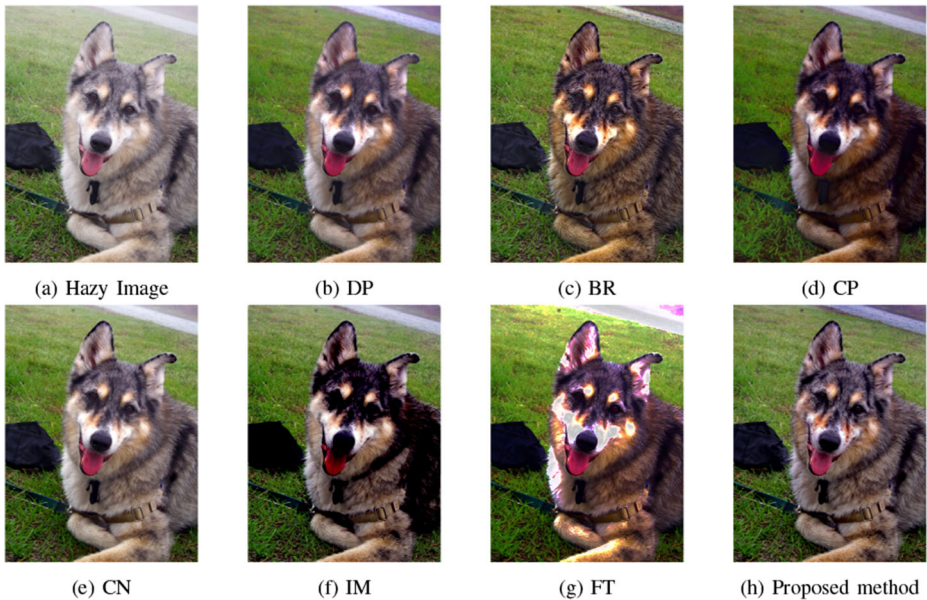 (a) Hazy Image
(b) DP
(c) BR
(d) CP
(e) CN
(f) IM
(g) FT
(h) Proposed method